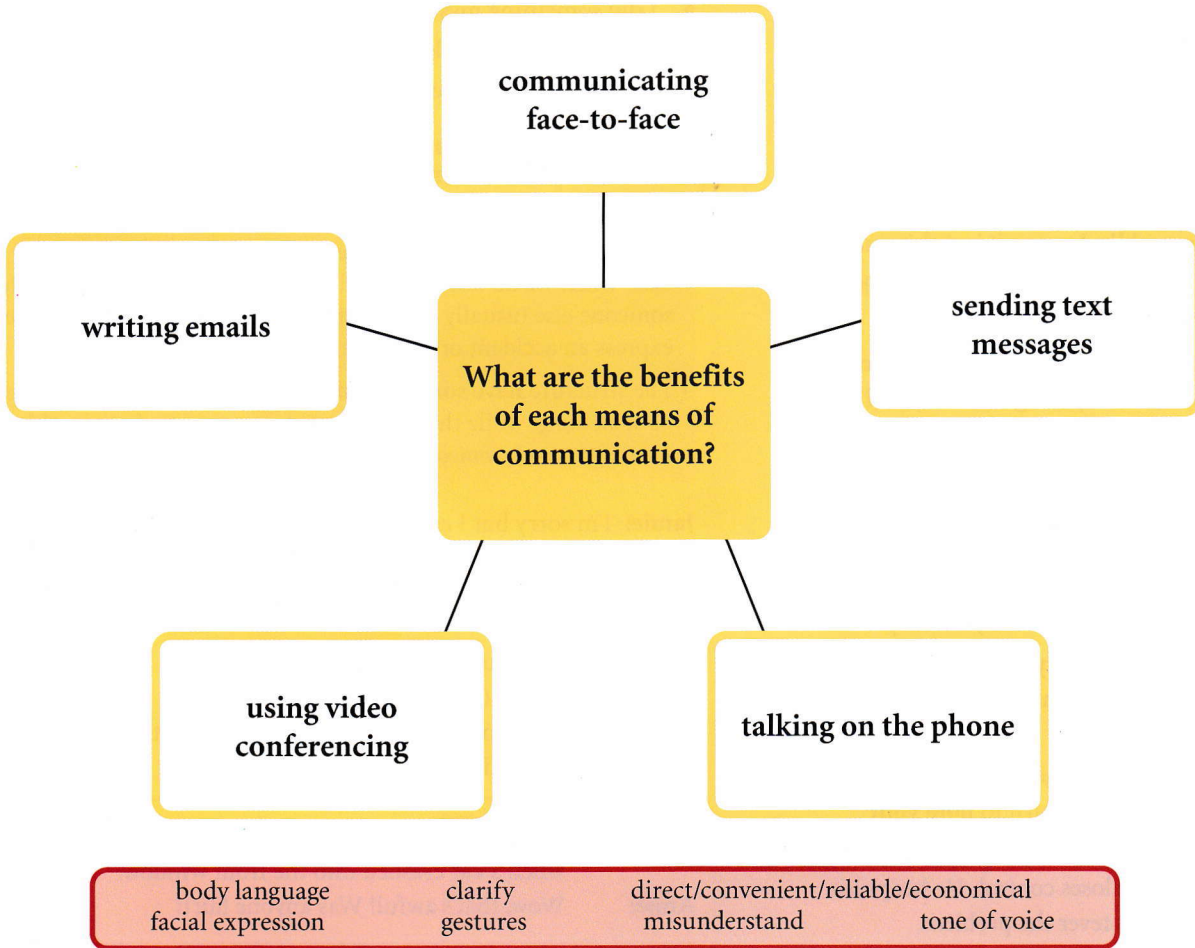 communicating
face-to-face
writing emails
sending text
messages
What are the benefits
of each means of
communication?
using video
conferencing
talking on the phone
body language clarify direct/convenient/reliable/economical
facial expression gestures misunderstand tone of voice